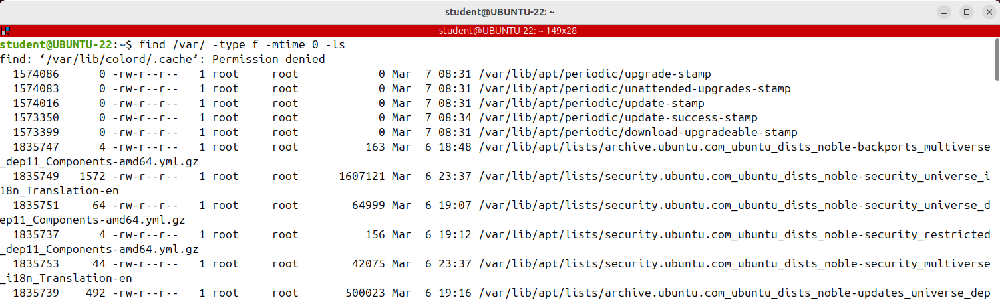 student@UBUNTU-22: ~
student@UBUNTU-22: ~ 149x28
student@UBUNTU-22:~$ find /var/ -type f -mtime 0 -ls
find: ‘/var/lib/colord/.cache’: Permission denied
  1574086      0 -rw-r--r--   1 root     root            0 Mar  7 08:31 /var/lib/apt/periodic/upgrade-stamp
  1574083      0 -rw-r--r--   1 root     root            0 Mar  7 08:31 /var/lib/apt/periodic/unattended-upgrades-stamp
  1574016      0 -rw-r--r--   1 root     root            0 Mar  7 08:31 /var/lib/apt/periodic/update-stamp
  1573350      0 -rw-r--r--   1 root     root            0 Mar  7 08:34 /var/lib/apt/periodic/update-success-stamp
  1573399      0 -rw-r--r--   1 root     root            0 Mar  7 08:31 /var/lib/apt/periodic/download-upgradeable-stamp
  1835747      4 -rw-r--r--   1 root     root          163 Mar  6 18:48 /var/lib/apt/lists/archive.ubuntu.com_ubuntu_dists_noble-backports_multiverse
_dep11_Components-amd64.yml.gz
  1835749   1572 -rw-r--r--   1 root     root      1607121 Mar  6 23:37 /var/lib/apt/lists/security.ubuntu.com_ubuntu_dists_noble-security_universe_i
18n_Translation-en
  1835751     64 -rw-r--r--   1 root     root        64999 Mar  6 19:07 /var/lib/apt/lists/security.ubuntu.com_ubuntu_dists_noble-security_universe_d
ep11_Components-amd64.yml.gz
  1835737      4 -rw-r--r--   1 root     root          156 Mar  6 19:12 /var/lib/apt/lists/security.ubuntu.com_ubuntu_dists_noble-security_restricted
_dep11_Components-amd64.yml.gz
  1835753     44 -rw-r--r--   1 root     root        42075 Mar  6 23:37 /var/lib/apt/lists/security.ubuntu.com_ubuntu_dists_noble-security_multiverse
_i18n_Translation-en
  1835739    492 -rw-r--r--   1 root     root       500023 Mar  6 19:16 /var/lib/apt/lists/archive.ubuntu.com_ubuntu_dists_noble-updates_universe_dep